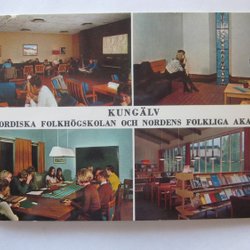 KUNGÄLV
ORDISKA FOLKHÖGSKOLAN OCH NORDENS FOLKLIGA AKA